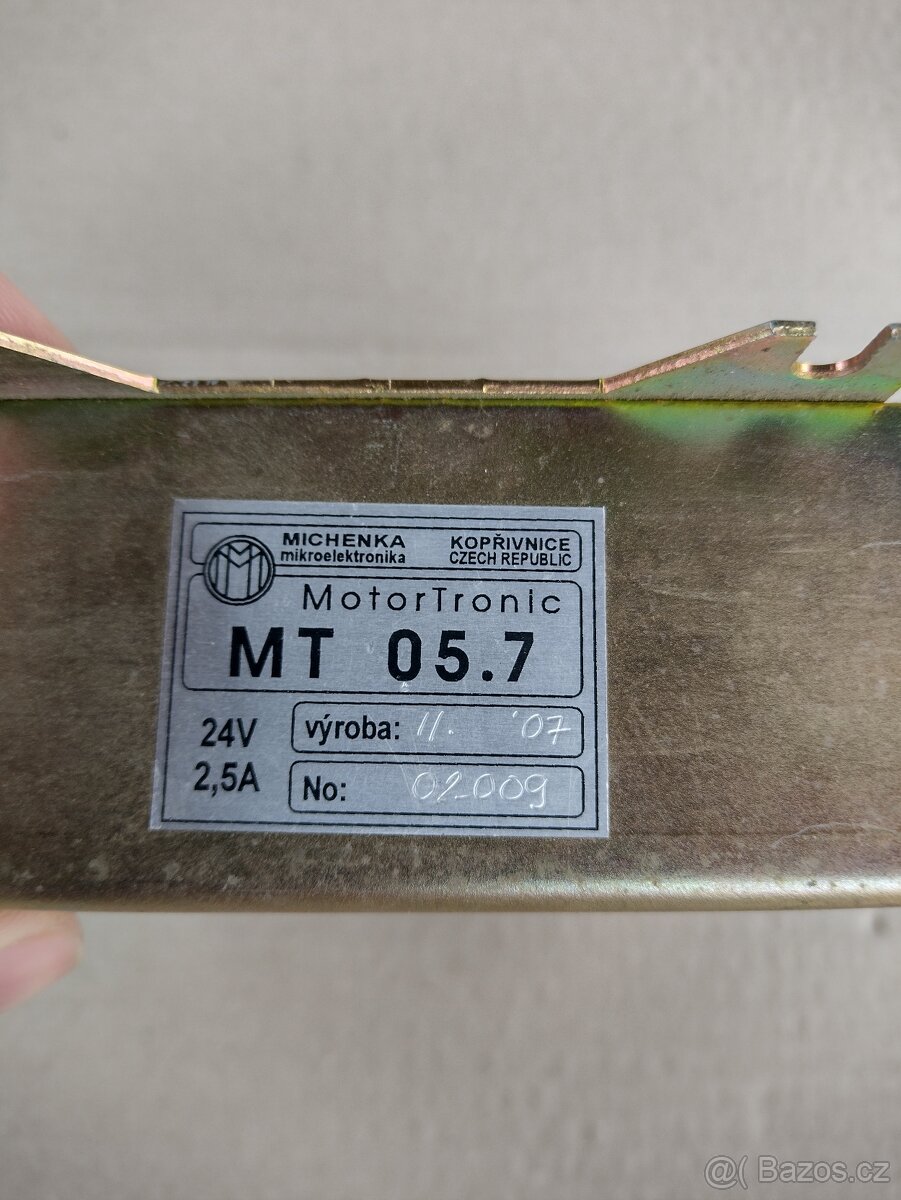 MICHENKA KOPŘIVNICE
mikroelektronika CZECH REPUBLIC
MotorTronic
MT 05.7
24V výroba: 11. '07
2,5A No: 02009
@( Bazos.cz